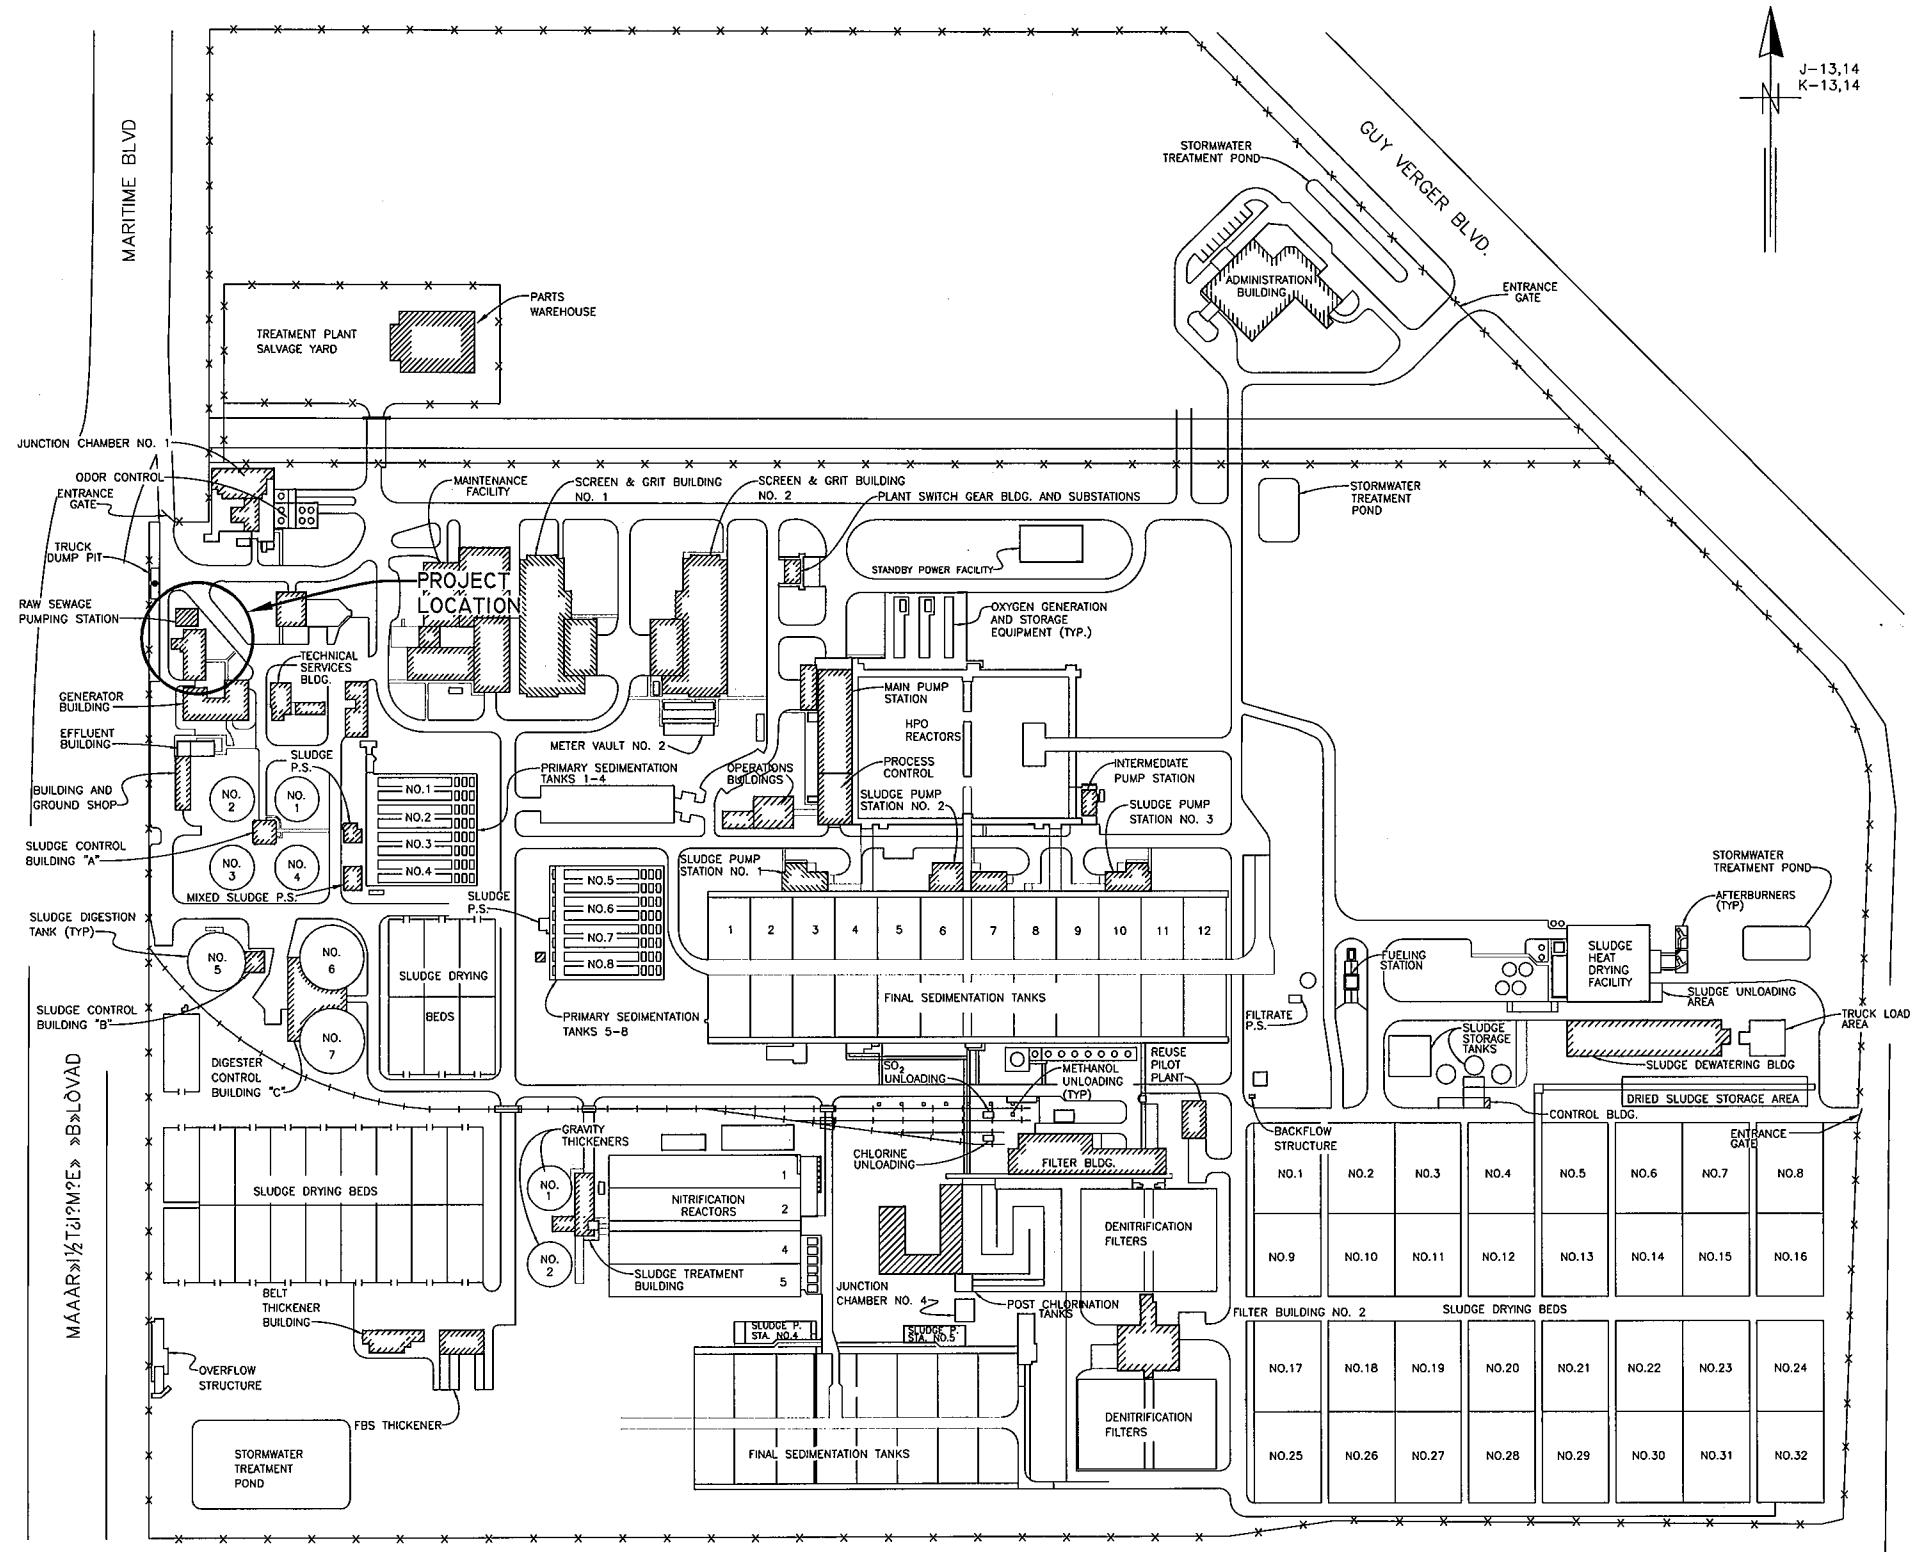 J-13,14
K-13,14
N
MARITIME BLVD
GUY VERGER BLVD.
STORMWATER
TREATMENT POND
ADMINISTRATION
BUILDING
ENTRANCE
GATE
PARTS
WAREHOUSE
TREATMENT PLANT
SALVAGE YARD
JUNCTION CHAMBER NO. 1
ODOR CONTROL
ENTRANCE
GATE
TRUCK
DUMP PIT
RAW SEWAGE
PUMPING STATION
MAINTENANCE
FACILITY
SCREEN & GRIT BUILDING
NO. 1
SCREEN & GRIT BUILDING
NO. 2
PLANT SWITCH GEAR BLDG. AND SUBSTATIONS
STORMWATER
TREATMENT
POND
STANDBY POWER FACILITY
PROJECT
LOCATION
OXYGEN GENERATION
AND STORAGE
EQUIPMENT (TYP.)
TECHNICAL
SERVICES
BLDG.
GENERATOR
BUILDING
EFFLUENT
BUILDING
BUILDING AND
GROUND SHOP
SLUDGE
P.S.
METER VAULT NO. 2
PRIMARY SEDIMENTATION
TANKS 1-4
OPERATIONS
BUILDINGS
MAIN PUMP
STATION
HPO
REACTORS
PROCESS
CONTROL
SLUDGE PUMP
STATION NO. 2
INTERMEDIATE
PUMP STATION
SLUDGE PUMP
STATION NO. 3
NO.
2
NO.
1
NO.
3
NO.
4
NO.1
NO.2
NO.3
NO.4
SLUDGE CONTROL
BUILDING "A"
MIXED SLUDGE P.S.
SLUDGE PUMP
STATION NO. 1
SLUDGE
P.S.
NO.5
NO.6
NO.7
NO.8
STORMWATER
TREATMENT POND
AFTERBURNERS
(TYP)
SLUDGE DIGESTION
TANK (TYP)
NO.
5
NO.
6
NO.
7
SLUDGE DRYING
BEDS
1 2 3 4 5 6 7 8 9 10 11 12
FINAL SEDIMENTATION TANKS
FUELING
STATION
SLUDGE
HEAT
DRYING
FACILITY
SLUDGE UNLOADING
AREA
TRUCK LOAD
AREA
SLUDGE CONTROL
BUILDING "B"
PRIMARY SEDIMENTATION
TANKS 5-8
FILTRATE
P.S.
SLUDGE
STORAGE
TANKS
SLUDGE DEWATERING BLDG
DIGESTER
CONTROL
BUILDING "C"
SO2
UNLOADING
METHANOL
UNLOADING
(TYP)
REUSE
PILOT
PLANT
DRIED SLUDGE STORAGE AREA
CONTROL BLDG.
BACKFLOW
STRUCTURE
ENTRANCE
GATE
GRAVITY
THICKENERS
CHLORINE
UNLOADING
FILTER BLDG.
MÁAÀR»I1½T¿I?M?E» »B»LÒVAD
SLUDGE DRYING BEDS
NO.
1
NO.
2
1
NITRIFICATION
REACTORS
2
4
5
SLUDGE TREATMENT
BUILDING
DENITRIFICATION
FILTERS
JUNCTION
CHAMBER NO. 4
POST CHLORINATION
TANKS
NO.1 NO.2 NO.3 NO.4 NO.5 NO.6 NO.7 NO.8
NO.9 NO.10 NO.11 NO.12 NO.13 NO.14 NO.15 NO.16
FILTER BUILDING NO. 2
SLUDGE DRYING BEDS
NO.17 NO.18 NO.19 NO.20 NO.21 NO.22 NO.23 NO.24
NO.25 NO.26 NO.27 NO.28 NO.29 NO.30 NO.31 NO.32
BELT
THICKENER
BUILDING
SLUDGE P.
STA. NO.4
SLUDGE P.
STA. NO.5
OVERFLOW
STRUCTURE
FBS THICKENER
STORMWATER
TREATMENT
POND
FINAL SEDIMENTATION TANKS
DENITRIFICATION
FILTERS